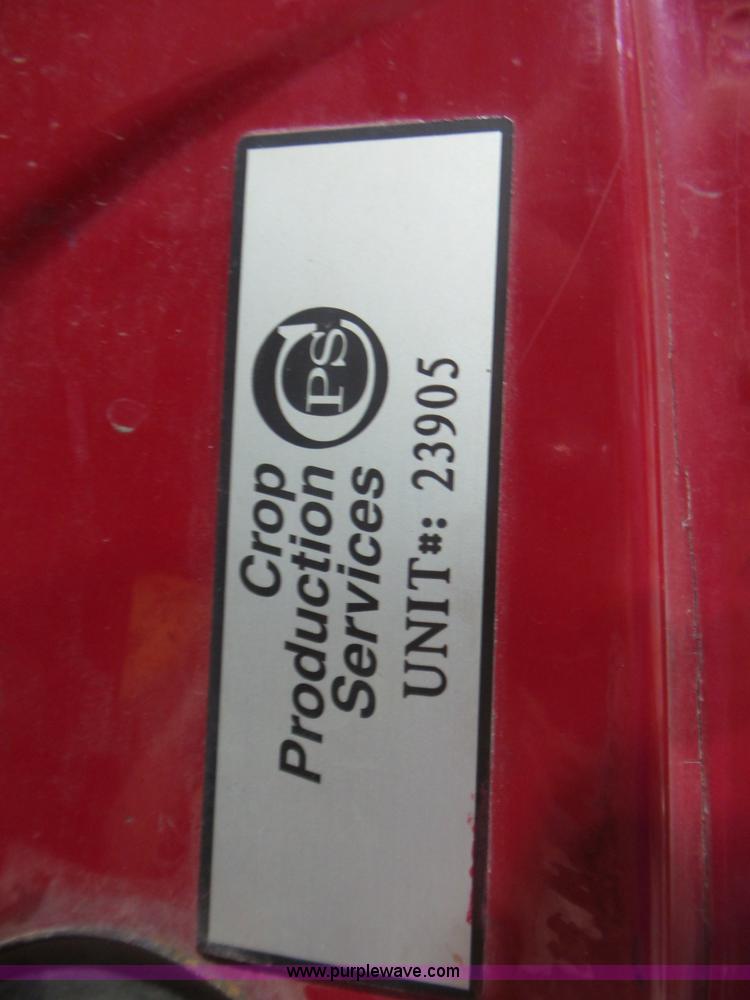 Crop
Production
Services
CPS
UNIT#: 23905
www.purplewave.com